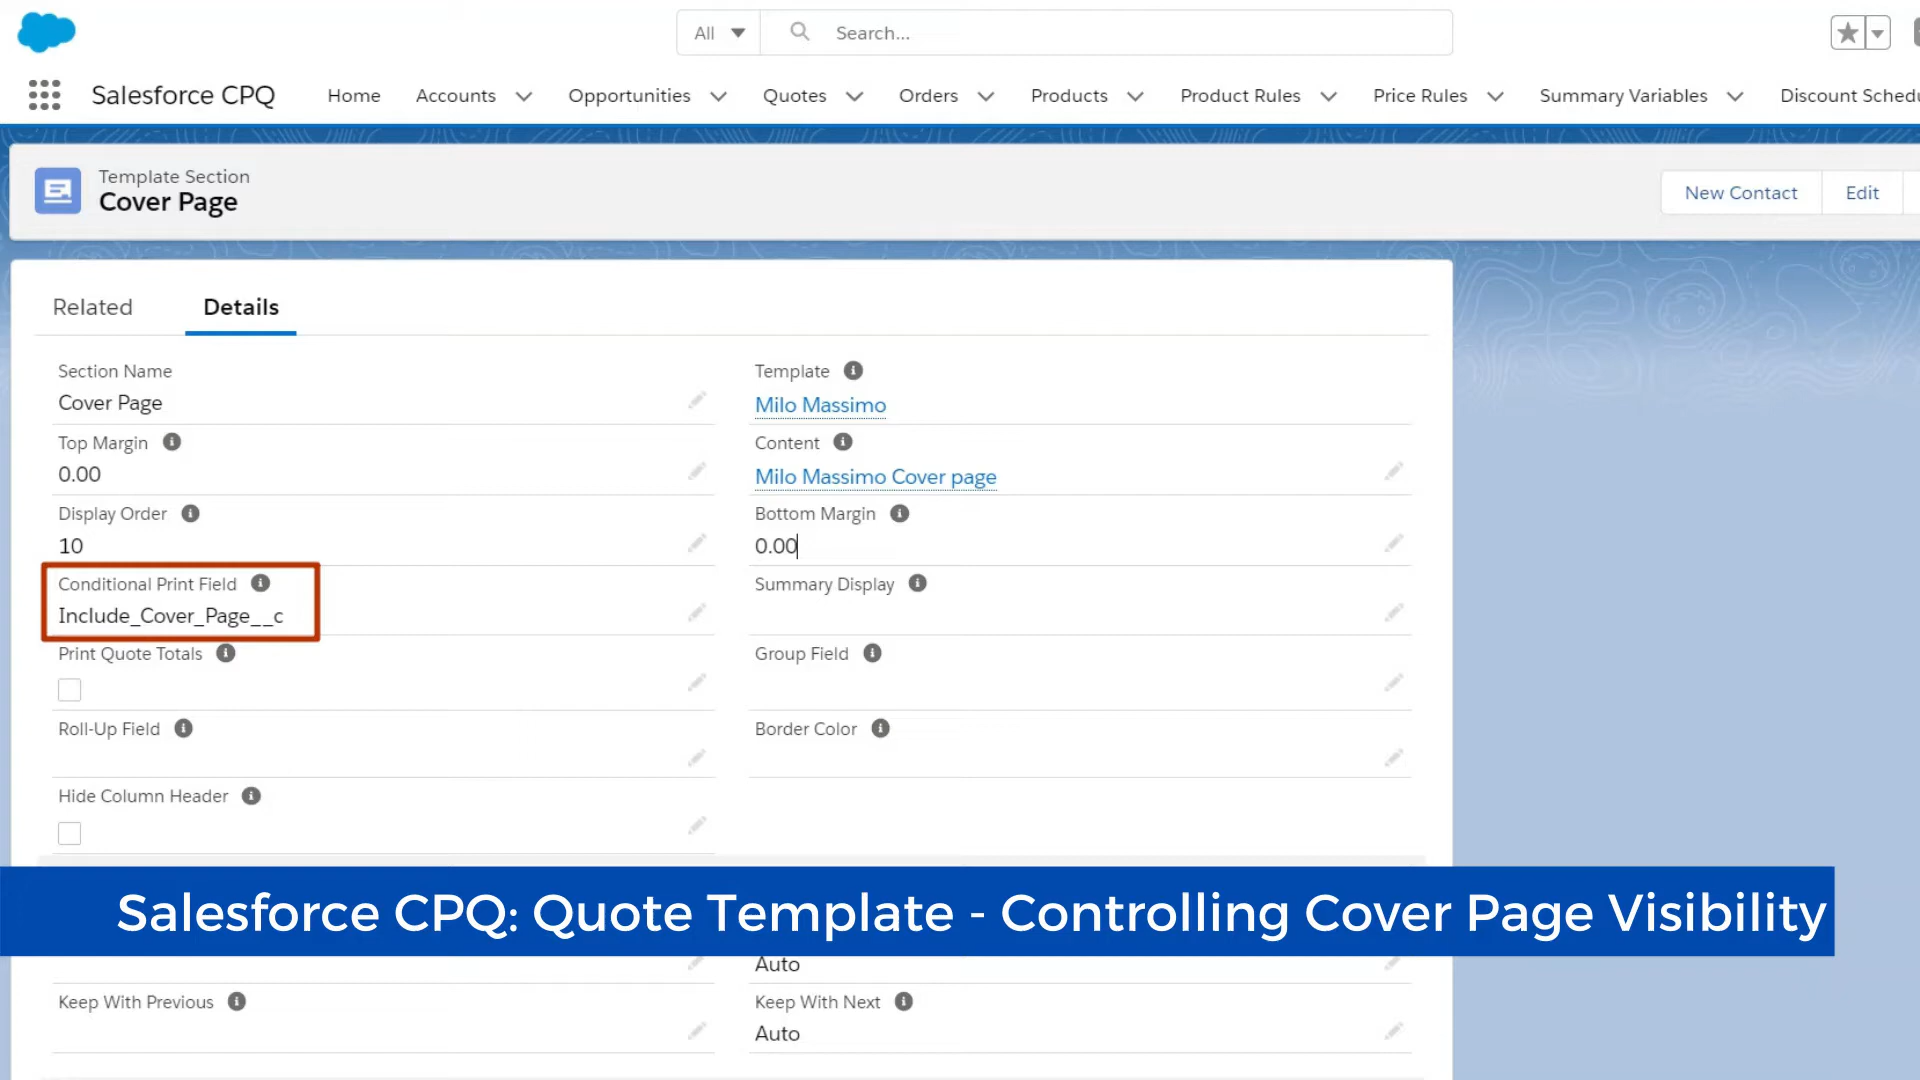 All
Search...
Salesforce CPQ
Home
Accounts
Opportunities
Quotes
Orders
Products
Product Rules
Price Rules
Summary Variables
Template Section
Cover Page
New Contact
Edit
Related
Details
Section Name
Cover Page
Template
Milo Massimo
Top Margin
0.00
Content
Milo Massimo Cover page
Display Order
10
Bottom Margin
0.00
Conditional Print Field
Include_Cover_Page__c
Summary Display
Print Quote Totals
Group Field
Roll-Up Field
Border Color
Hide Column Header
Salesforce CPQ: Quote Template - Controlling Cover Page Visibility
Auto
Keep With Previous
Keep With Next
Auto